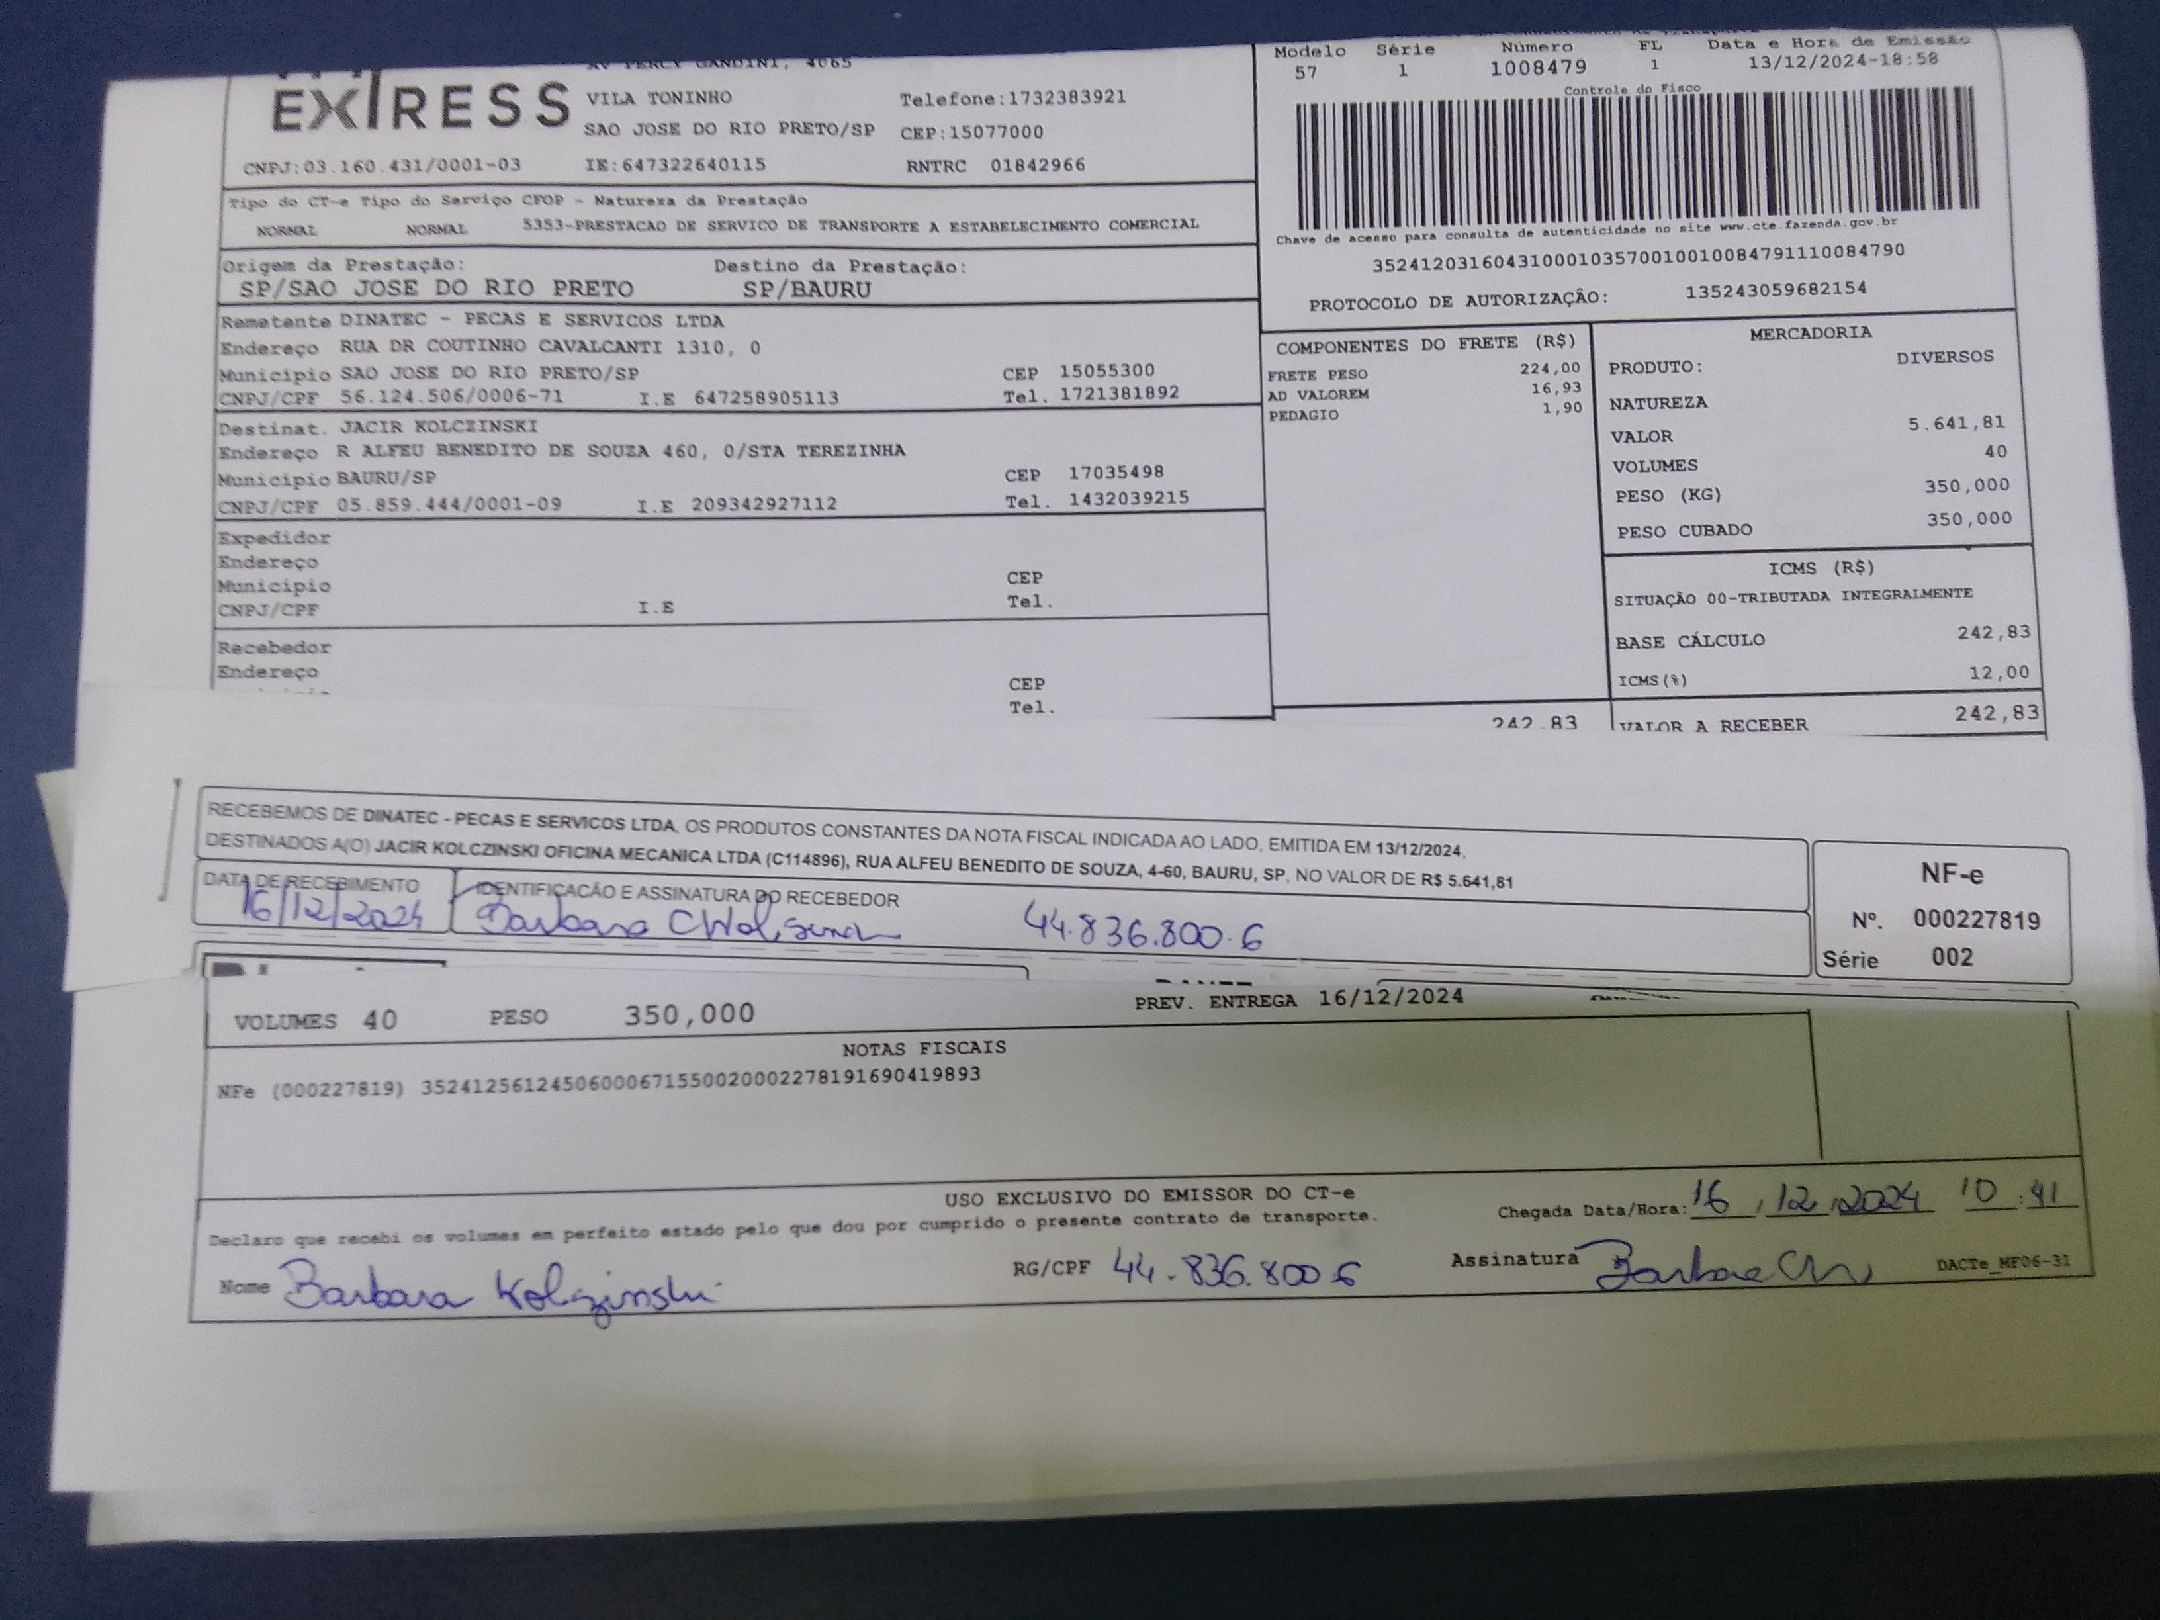 AV PERCY GANDINI, 4065
EXPRESS
VILA TONINHO Telefone:1732383921
SAO JOSE DO RIO PRETO/SP CEP:15077000
CNPJ:03.160.431/0001-03 IE:647322640115 RNTRC 01842966
Modelo Série Número FL Data e Hora de Emissão
57 1 1008479 1 13/12/2024-18:58
Controle do Fisco
Chave de acesso para consulta de autenticidade no site www.cte.fazenda.gov.br
35241203160431000103570010010084791110084790
PROTOCOLO DE AUTORIZAÇÃO: 135243059682154
Tipo do CT-e Tipo do Serviço CFOP - Natureza da Prestação
NORMAL NORMAL 5353-PRESTACAO DE SERVICO DE TRANSPORTE A ESTABELECIMENTO COMERCIAL
Origem da Prestação: Destino da Prestação:
SP/SAO JOSE DO RIO PRETO SP/BAURU
Remetente DINATEC - PECAS E SERVICOS LTDA
Endereço RUA DR COUTINHO CAVALCANTI 1310, 0
Município SAO JOSE DO RIO PRETO/SP CEP 15055300
CNPJ/CPF 56.124.506/0006-71 I.E 647258905113 Tel. 1721381892
Destinat. JACIR KOLCZINSKI
Endereço R ALFEU BENEDITO DE SOUZA 460, 0/STA TEREZINHA
Município BAURU/SP CEP 17035498
CNPJ/CPF 05.859.444/0001-09 I.E 209342927112 Tel. 1432039215
Expedidor
Endereço
Município CEP
CNPJ/CPF I.E Tel.
Recebedor
Endereço
CEP
Tel.
COMPONENTES DO FRETE (R$)
FRETE PESO 224,00
AD VALOREM 16,93
PEDAGIO 1,90
242,83
MERCADORIA
PRODUTO: DIVERSOS
NATUREZA
VALOR 5.641,81
VOLUMES 40
PESO (KG) 350,000
PESO CUBADO 350,000
ICMS (R$)
SITUAÇÃO 00-TRIBUTADA INTEGRALMENTE
BASE CÁLCULO 242,83
ICMS(%) 12,00
VALOR A RECEBER 242,83
RECEBEMOS DE DINATEC - PECAS E SERVICOS LTDA, OS PRODUTOS CONSTANTES DA NOTA FISCAL INDICADA AO LADO, EMITIDA EM 13/12/2024,
DESTINADOS A(O) JACIR KOLCZINSKI OFICINA MECANICA LTDA (C114896), RUA ALFEU BENEDITO DE SOUZA, 4-60, BAURU, SP, NO VALOR DE R$ 5.641,81
DATA DE RECEBIMENTO IDENTIFICAÇÃO E ASSINATURA DO RECEBEDOR
16/12/2024 Barbara 44.836.800-6
NF-e
Nº. 000227819
Série 002
VOLUMES 40 PESO 350,000 PREV. ENTREGA 16/12/2024
NOTAS FISCAIS
NFe (000227819) 35241256124506000671550020002278191690419893
USO EXCLUSIVO DO EMISSOR DO CT-e
Declaro que recebi os volumes em perfeito estado pelo que dou por cumprido o presente contrato de transporte.
Chegada Data/Hora: 16/12/2024 10:41
Nome Barbara Kolczinski RG/CPF 44.836.800 6 Assinatura Barbara
DACTe_MF06-31